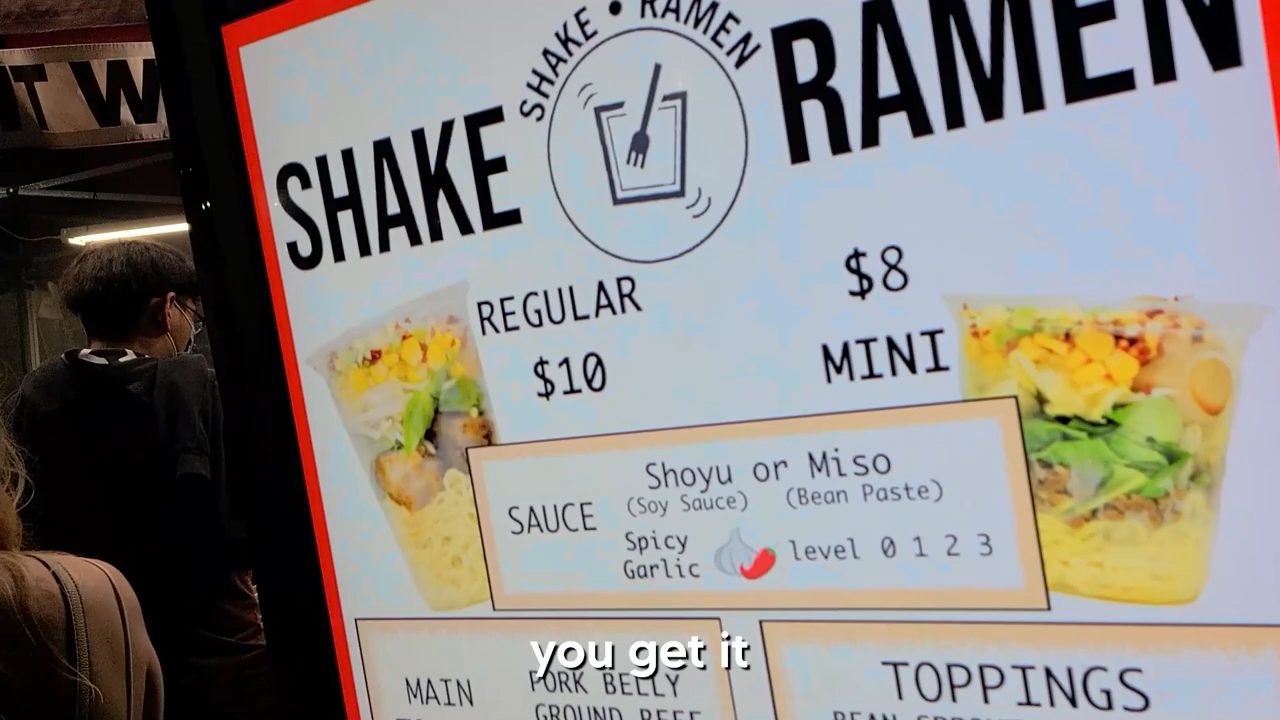 T W
SHAKE • RAMEN
SHAKE
RAMEN
REGULAR
$10
$8
MINI
SAUCE
Shoyu or Miso
(Soy Sauce) (Bean Paste)
Spicy
Garlic
level 0 1 2 3
you get it
MAIN
PORK BELLY
GROUND BEEF
TOPPINGS
BEAN